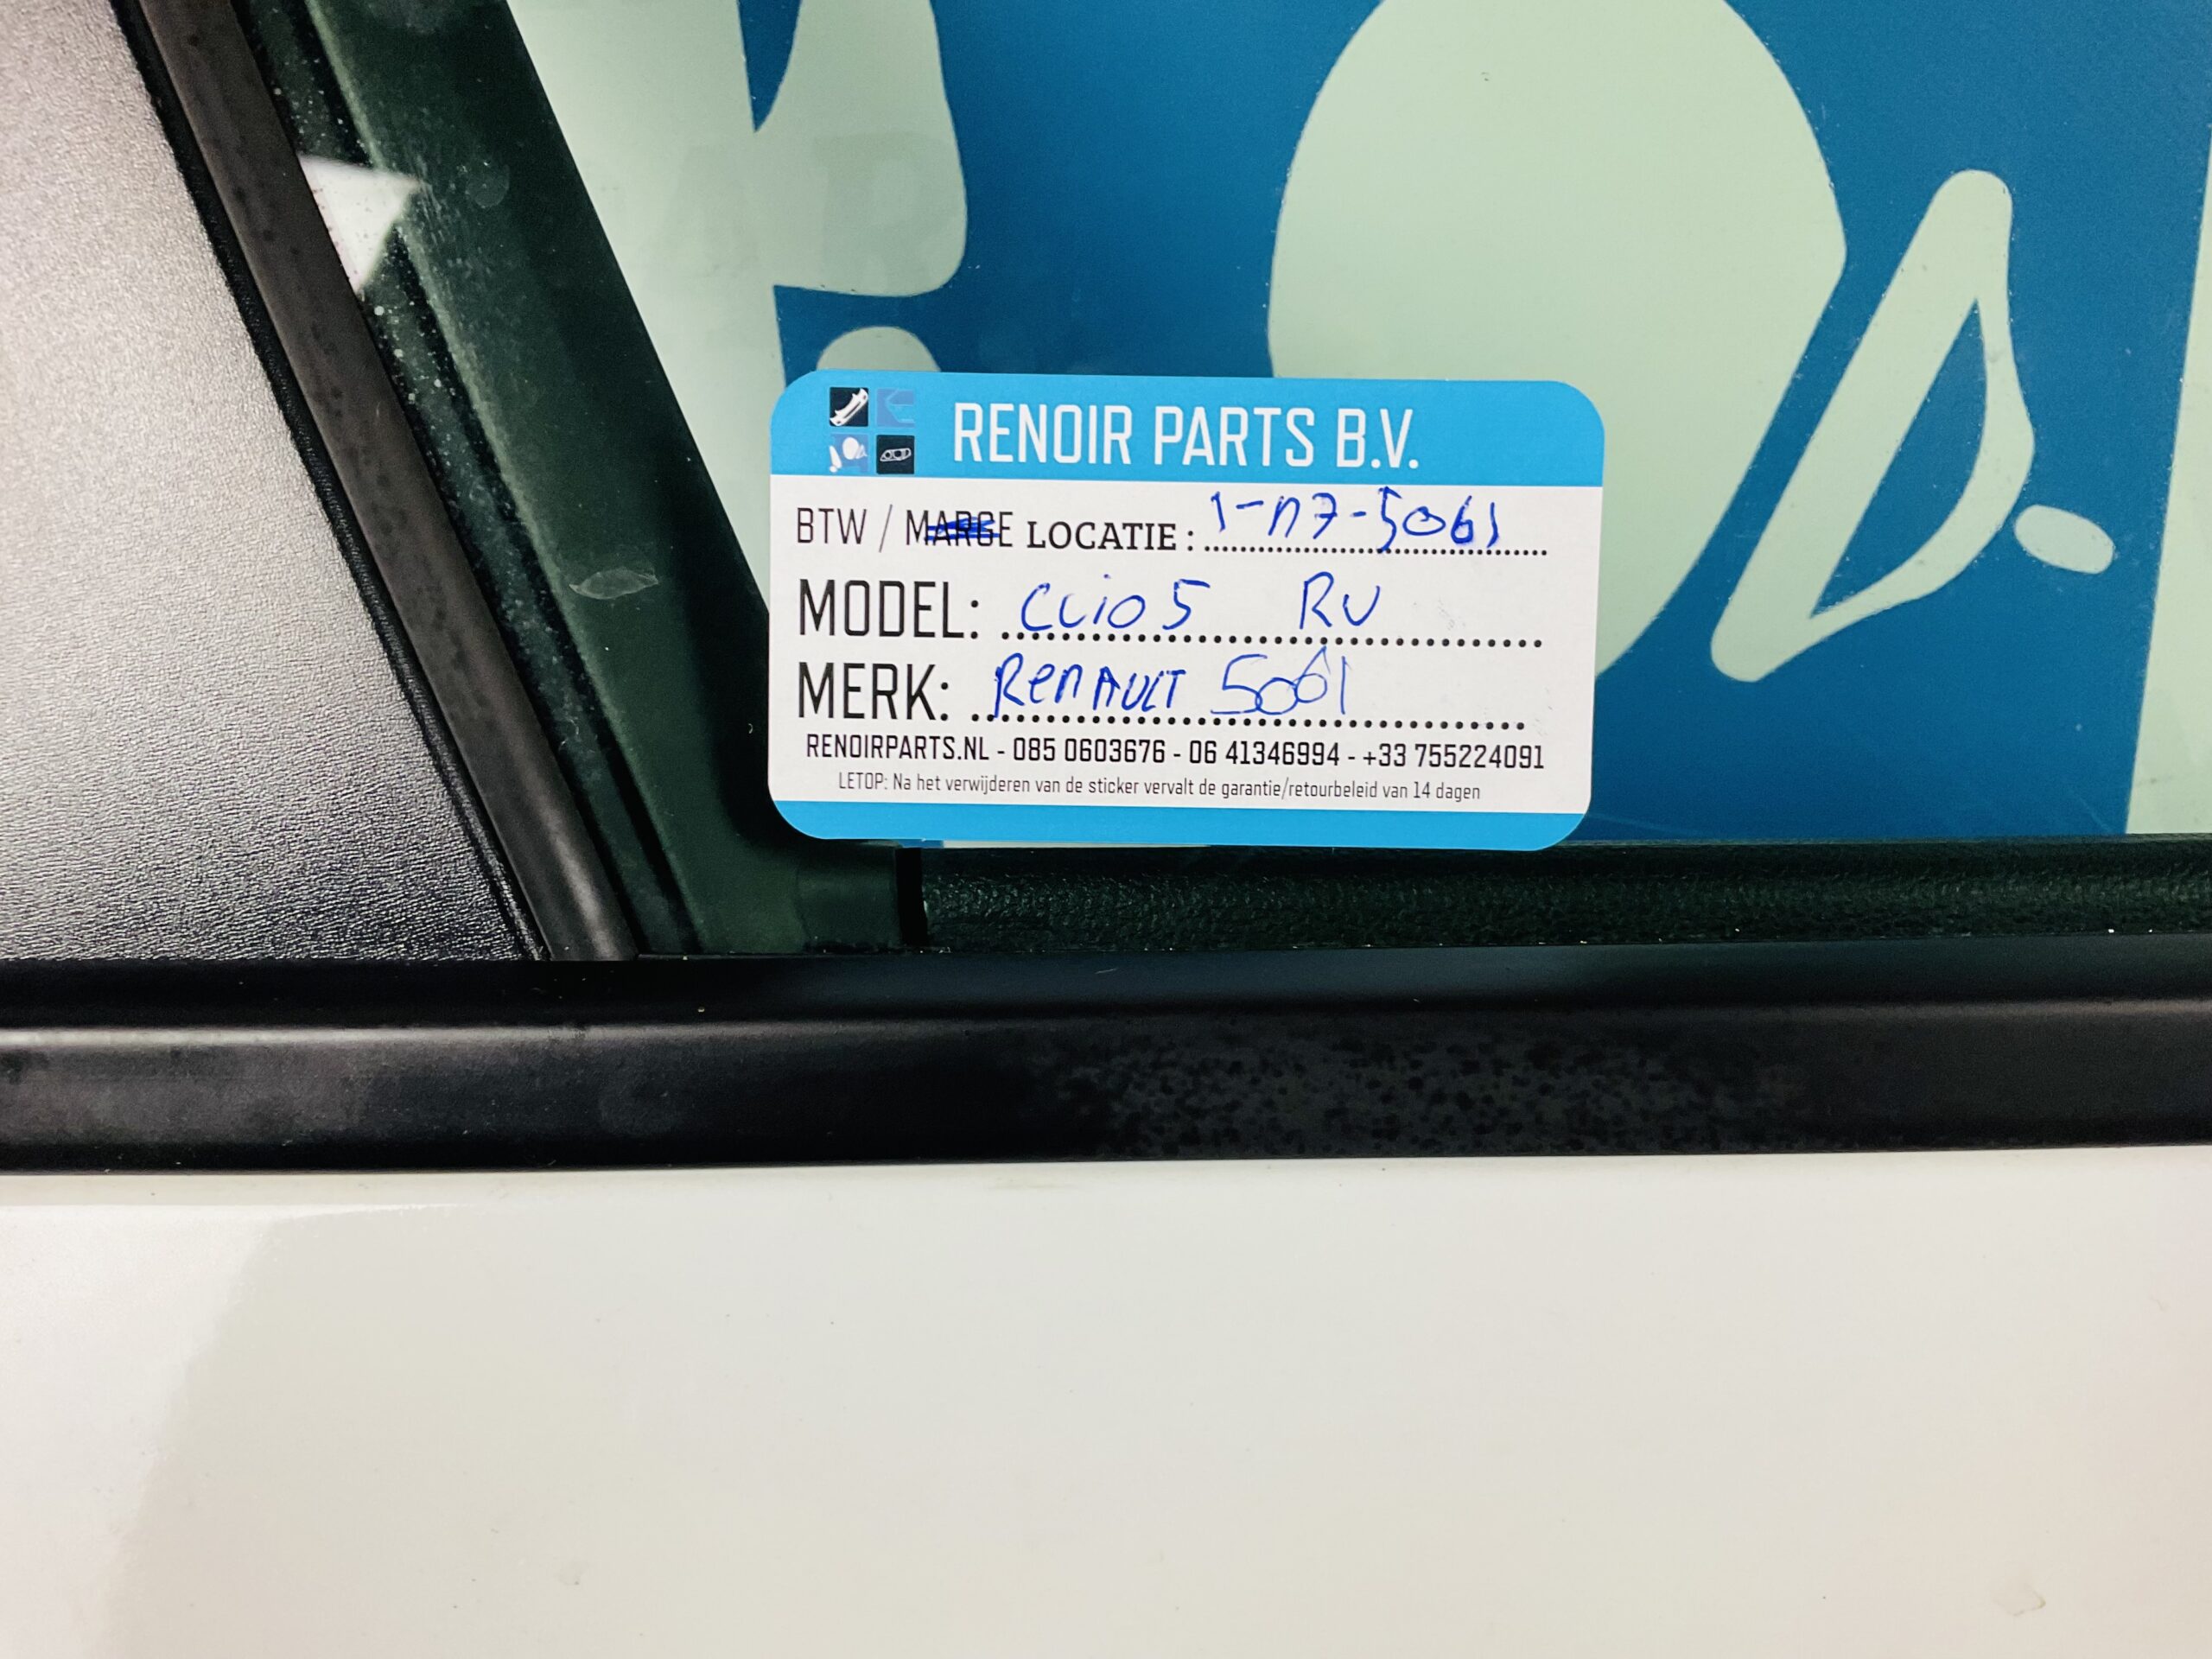 RENOIR PARTS B.V.
BTW / MARGE LOCATIE : 1-n7-5061
MODEL: Clio 5 RV
MERK: RENAULT 5061
RENOIRPARTS.NL - 085 0603676 - 06 41346994 - +33 755224091
LETOP: Na het verwijderen van de sticker vervalt de garantie/retourbeleid van 14 dagen